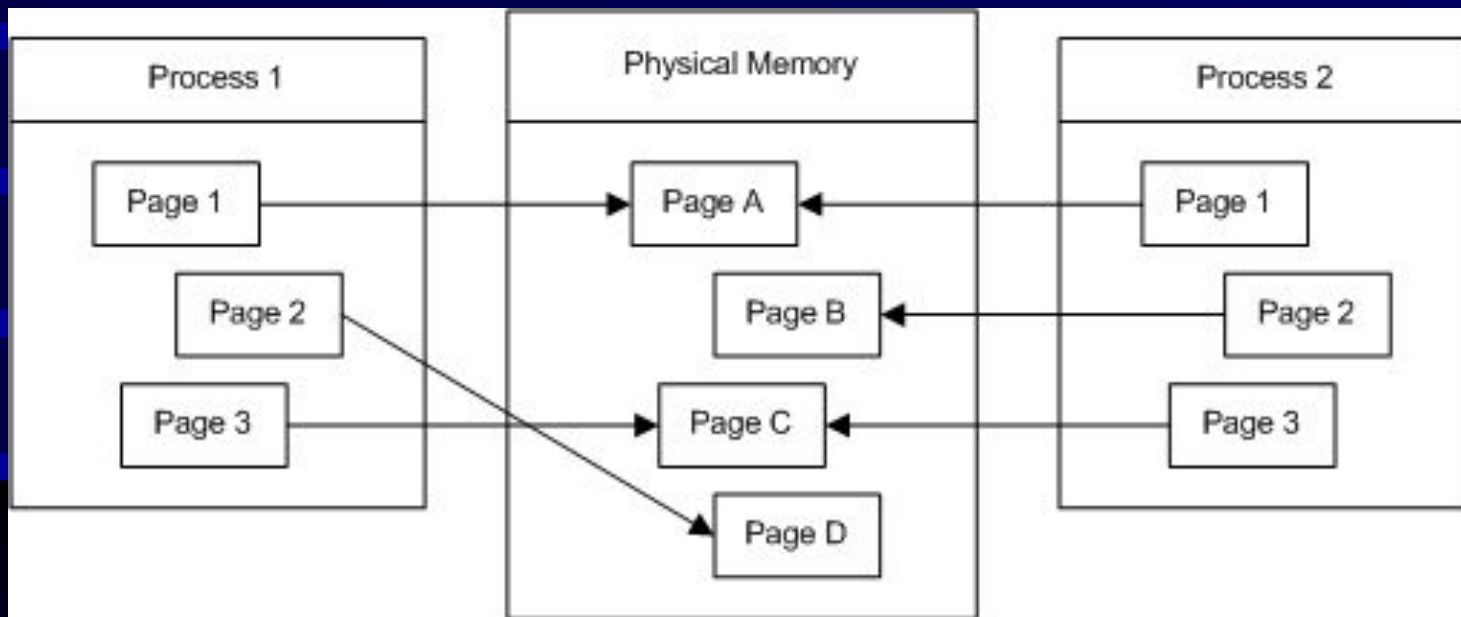 Process 1
Page 1
Page 2
Page 3
Physical Memory
Page A
Page B
Page C
Page D
Process 2
Page 1
Page 2
Page 3